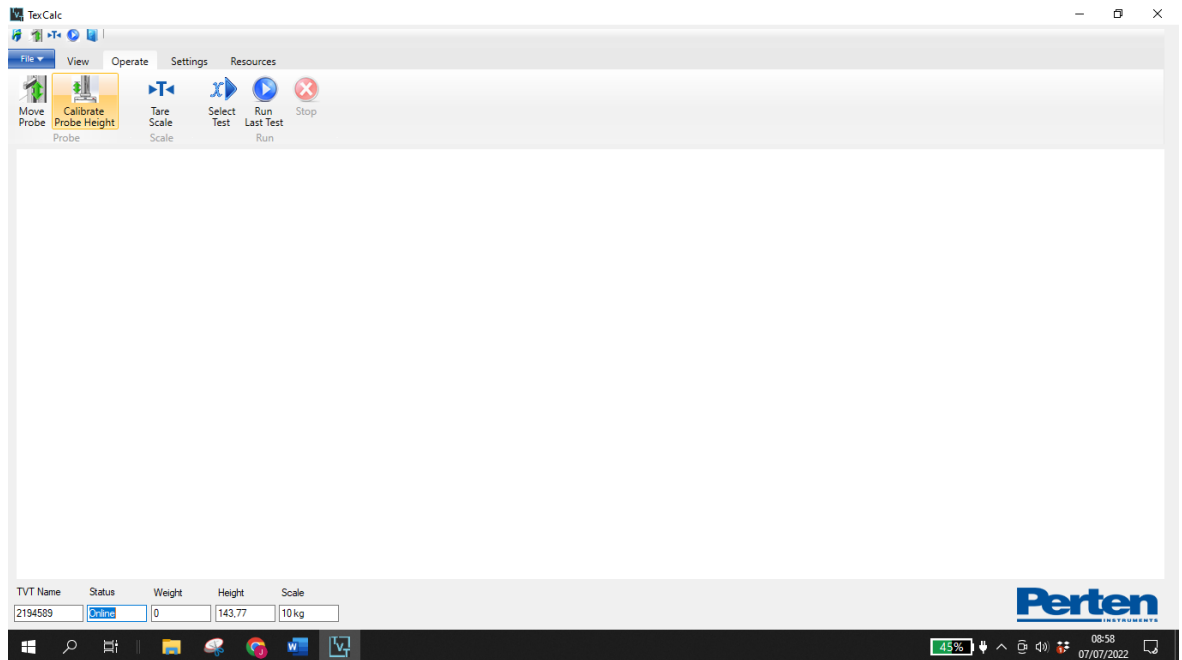 TexCalc
File View Operate Settings Resources
Move Probe Calibrate Probe Height Tare Scale Select Test Run Last Test Stop
Probe Scale Run
TVT Name Status Weight Height Scale
2194589 Online 0 143,77 10 kg
Perten
INSTRUMENTS
45% 08:58
07/07/2022